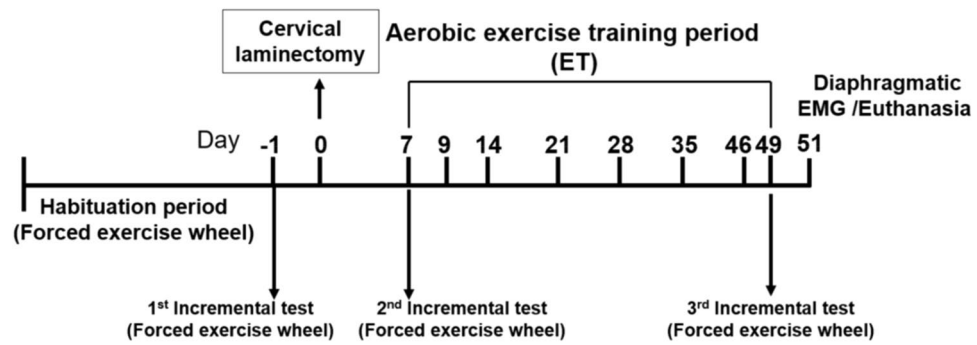 Cervical
laminectomy
Aerobic exercise training period
(ET)
Diaphragmatic
EMG /Euthanasia
Day -1 0 7 9 14 21 28 35 46 49 51
Habituation period
(Forced exercise wheel)
1st Incremental test
(Forced exercise wheel)
2nd Incremental test
(Forced exercise wheel)
3rd Incremental test
(Forced exercise wheel)